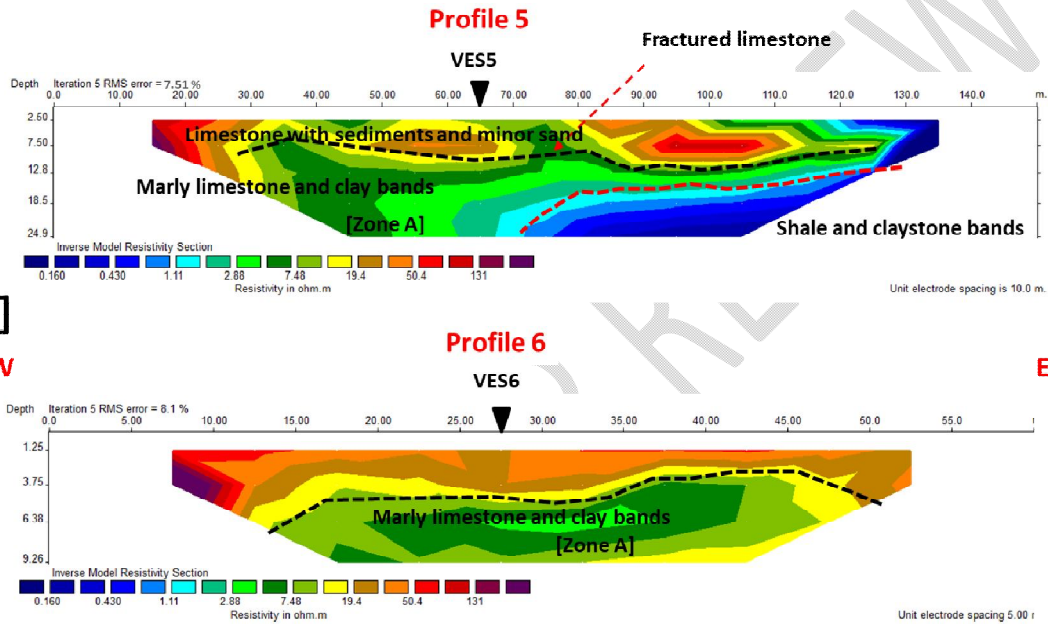 Profile 5
Fractured limestone
VES5
Depth Iteration 5 RMS error = 7.51 %
0.0 10.00 20.00 30.00 40.00 50.00 60.00 70.00 80.00 90.00 100.0 110.0 120.0 130.0 140.0 m.
2.50
7.50
12.8
18.5
24.9
Limestone with sediments and minor sand
Marly limestone and clay bands
[Zone A]
Shale and claystone bands
Inverse Model Resistivity Section
0.160 0.430 1.11 2.88 7.48 19.4 50.4 131
Resistivity in ohm.m
Unit electrode spacing is 10.0 m.
]
Profile 6
W
E
VES6
Depth Iteration 5 RMS error = 8.1 %
0.0 5.00 10.00 15.00 20.00 25.00 30.00 35.00 40.00 45.00 50.0 55.0
1.25
3.75
6.38
9.26
Marly limestone and clay bands
[Zone A]
Inverse Model Resistivity Section
0.160 0.430 1.11 2.88 7.48 19.4 50.4 131
Resistivity in ohm.m
Unit electrode spacing 5.00